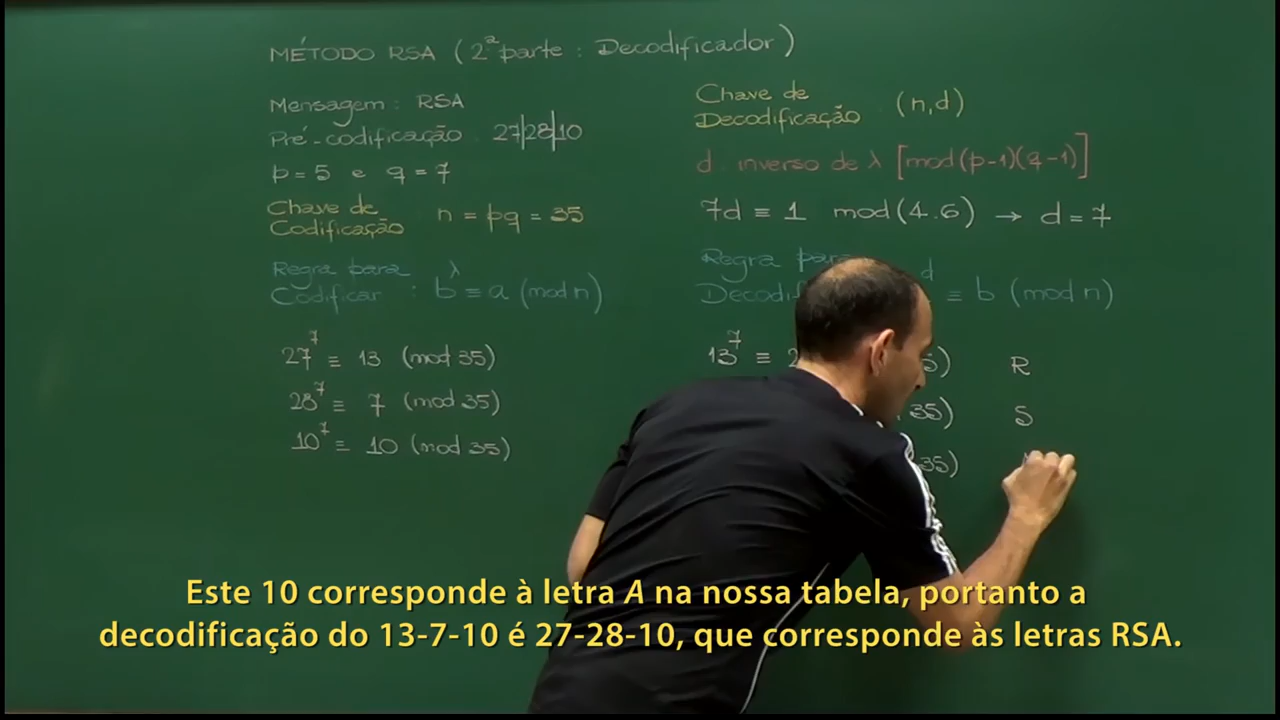 MÉTODO RSA (2ª parte : Decodificador)
Mensagem : RSA
Pré-codificação : 27|28|10
p = 5 e q = 7
Chave de
Codificação n = pq = 35
Regra para
Codificar : b ≡ a^λ (mod n)
27^7 ≡ 13 (mod 35)
28^7 ≡ 7 (mod 35)
10^7 ≡ 10 (mod 35)
Chave de
Decodificação (n,d)
d : inverso de λ [mod (p-1)(q-1)]
7d ≡ 1 mod (4.6) → d = 7
Regra para
d ≡ b (mod n)
13^7 ≡ 2 5) R
35) S
35)
Este 10 corresponde à letra A na nossa tabela, portanto a
decodificação do 13-7-10 é 27-28-10, que corresponde às letras RSA.